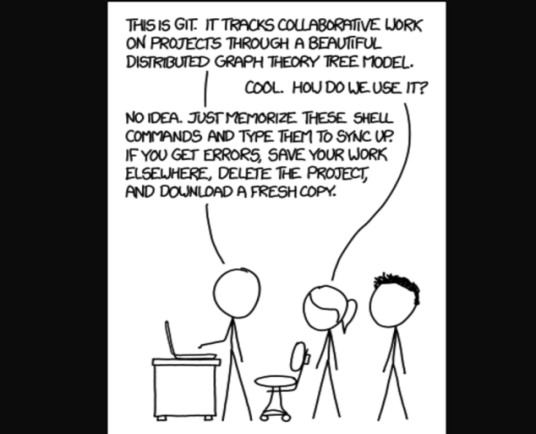 THIS IS GIT. IT TRACKS COLLABORATIVE WORK
ON PROJECTS THROUGH A BEAUTIFUL
DISTRIBUTED GRAPH THEORY TREE MODEL.
COOL. HOW DO WE USE IT?
NO IDEA. JUST MEMORIZE THESE SHELL
COMMANDS AND TYPE THEM TO SYNC UP.
IF YOU GET ERRORS, SAVE YOUR WORK
ELSEWHERE, DELETE THE PROJECT,
AND DOWNLOAD A FRESH COPY.